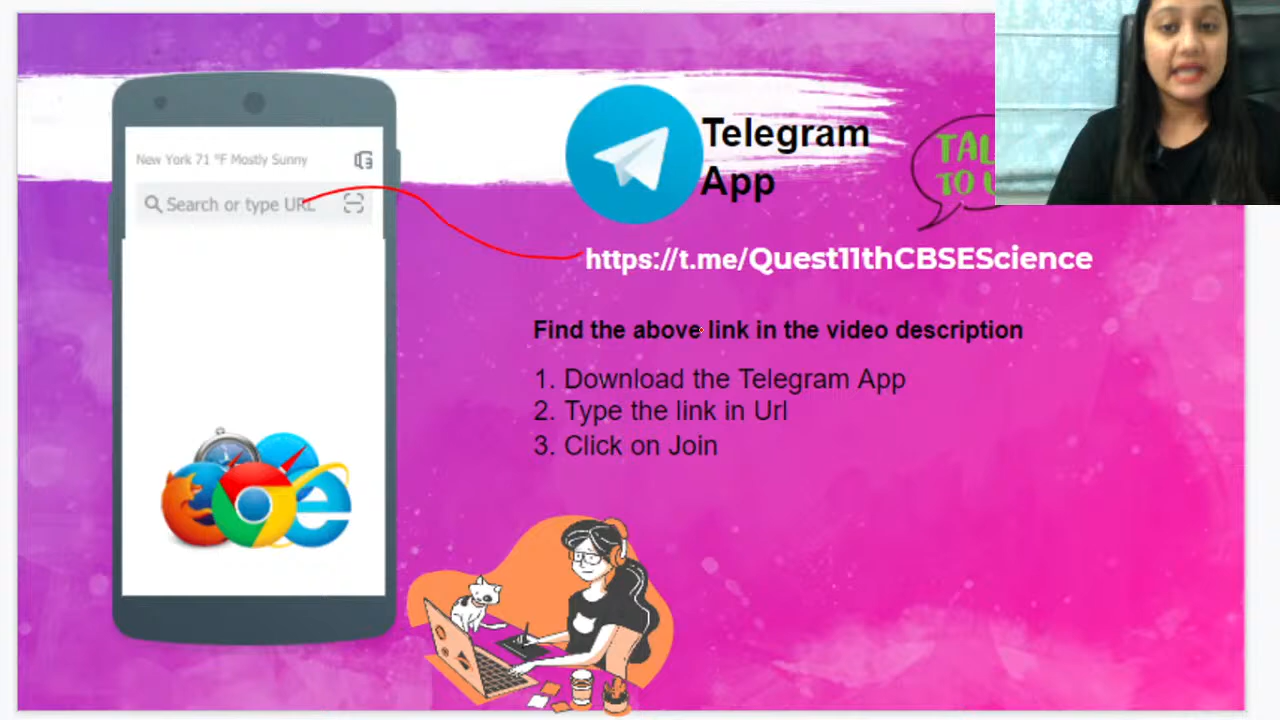 New York 71 °F Mostly Sunny
Search or type URL
Telegram
App
TO
https://t.me/Quest11thCBSEScience
Find the above link in the video description
1. Download the Telegram App
2. Type the link in Url
3. Click on Join